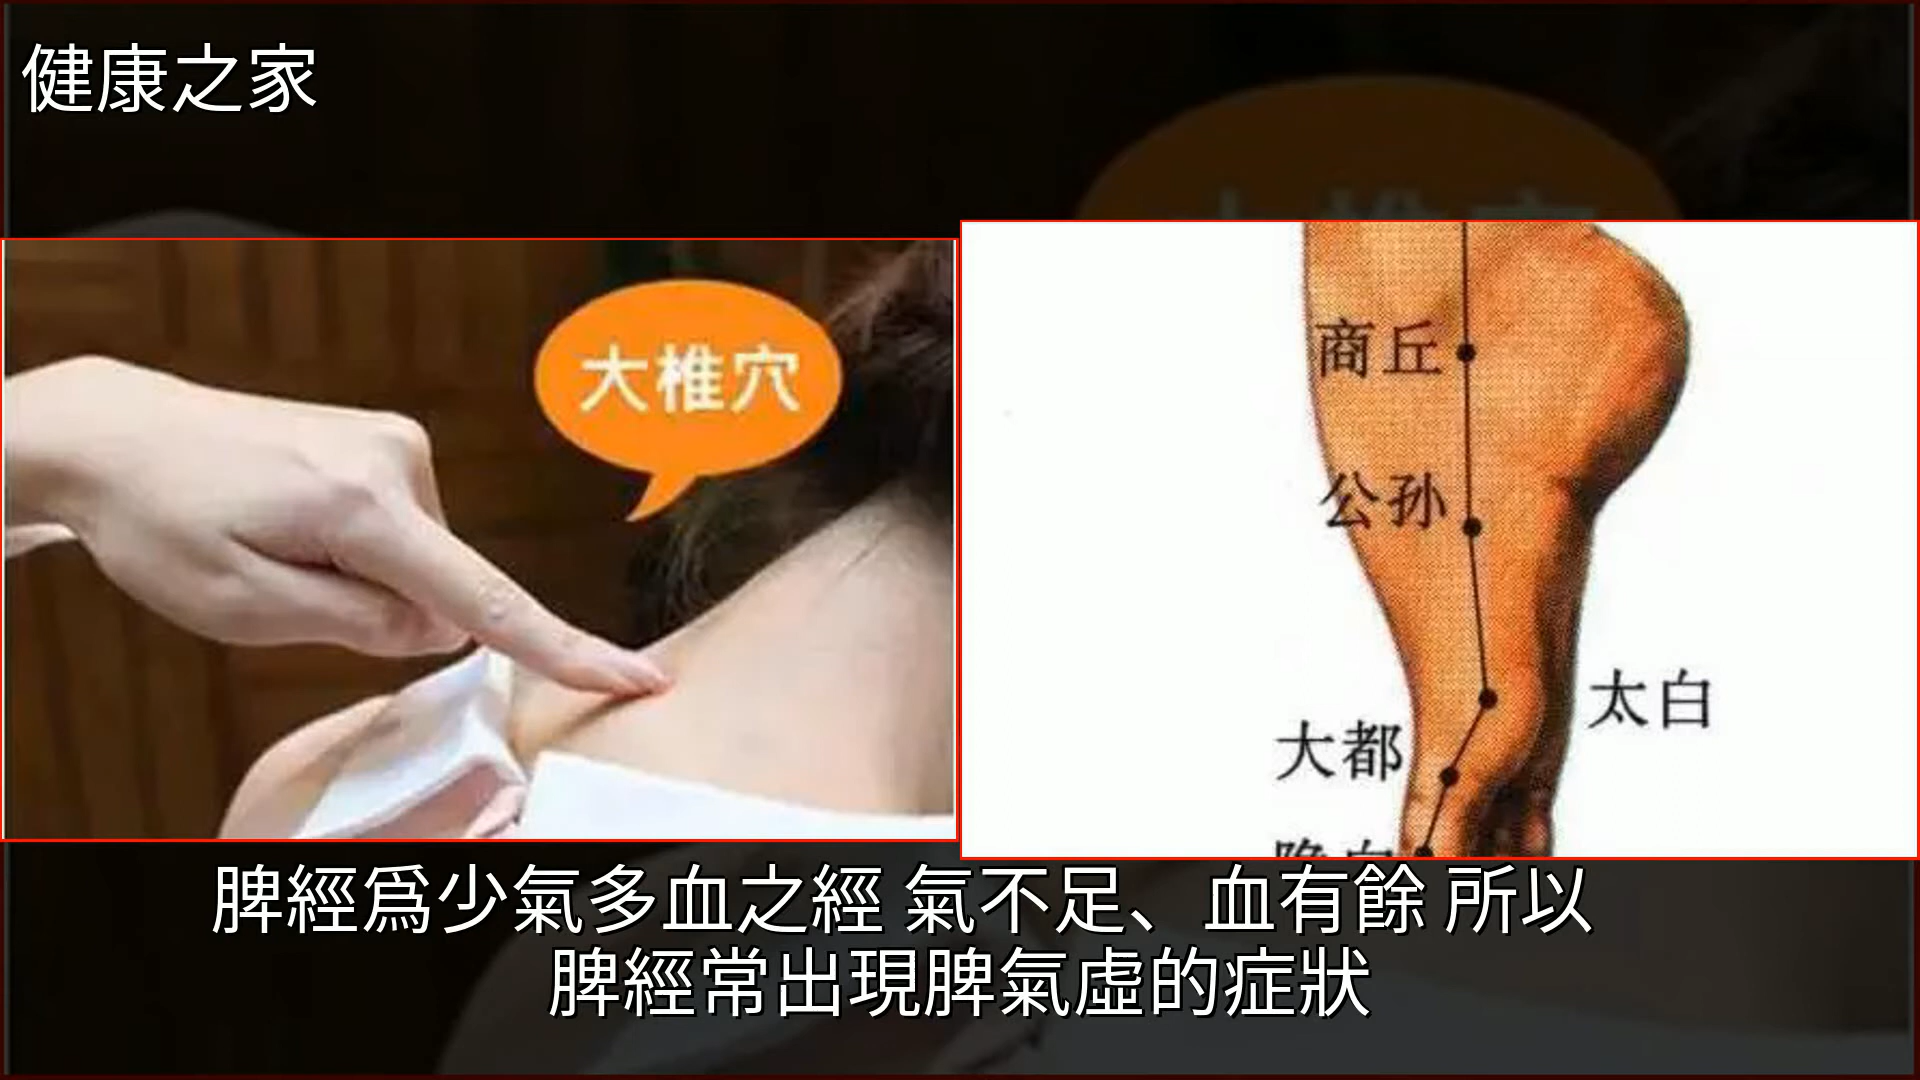 健康之家
大椎穴
商丘
公孙
太白
大都
脾經爲少氣多血之經 氣不足、血有餘 所以
脾經常出現脾氣虛的症狀